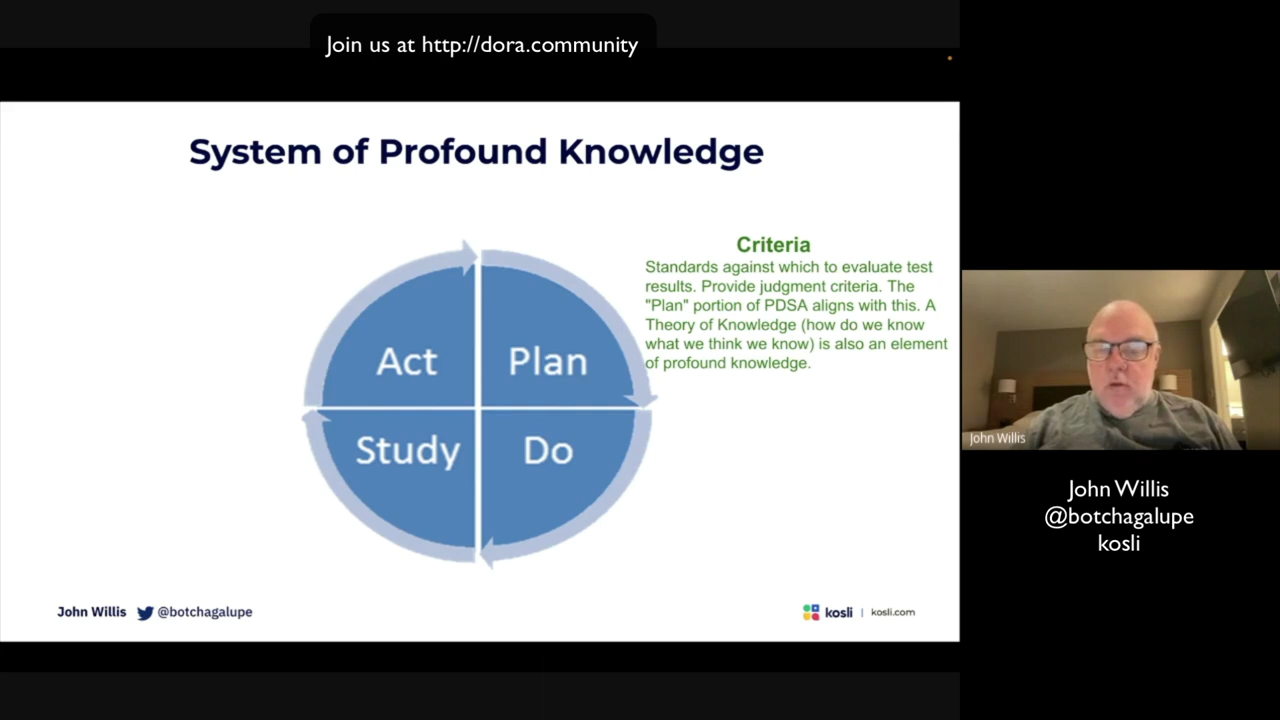 Join us at http://dora.community
System of Profound Knowledge
Act
Plan
Study
Do
Criteria
Standards against which to evaluate test
results. Provide judgment criteria. The
"Plan" portion of PDSA aligns with this. A
Theory of Knowledge (how do we know
what we think we know) is also an element
of profound knowledge.
John Willis @botchagalupe
kosli | kosli.com
John Willis
John Willis
@botchagalupe
kosli